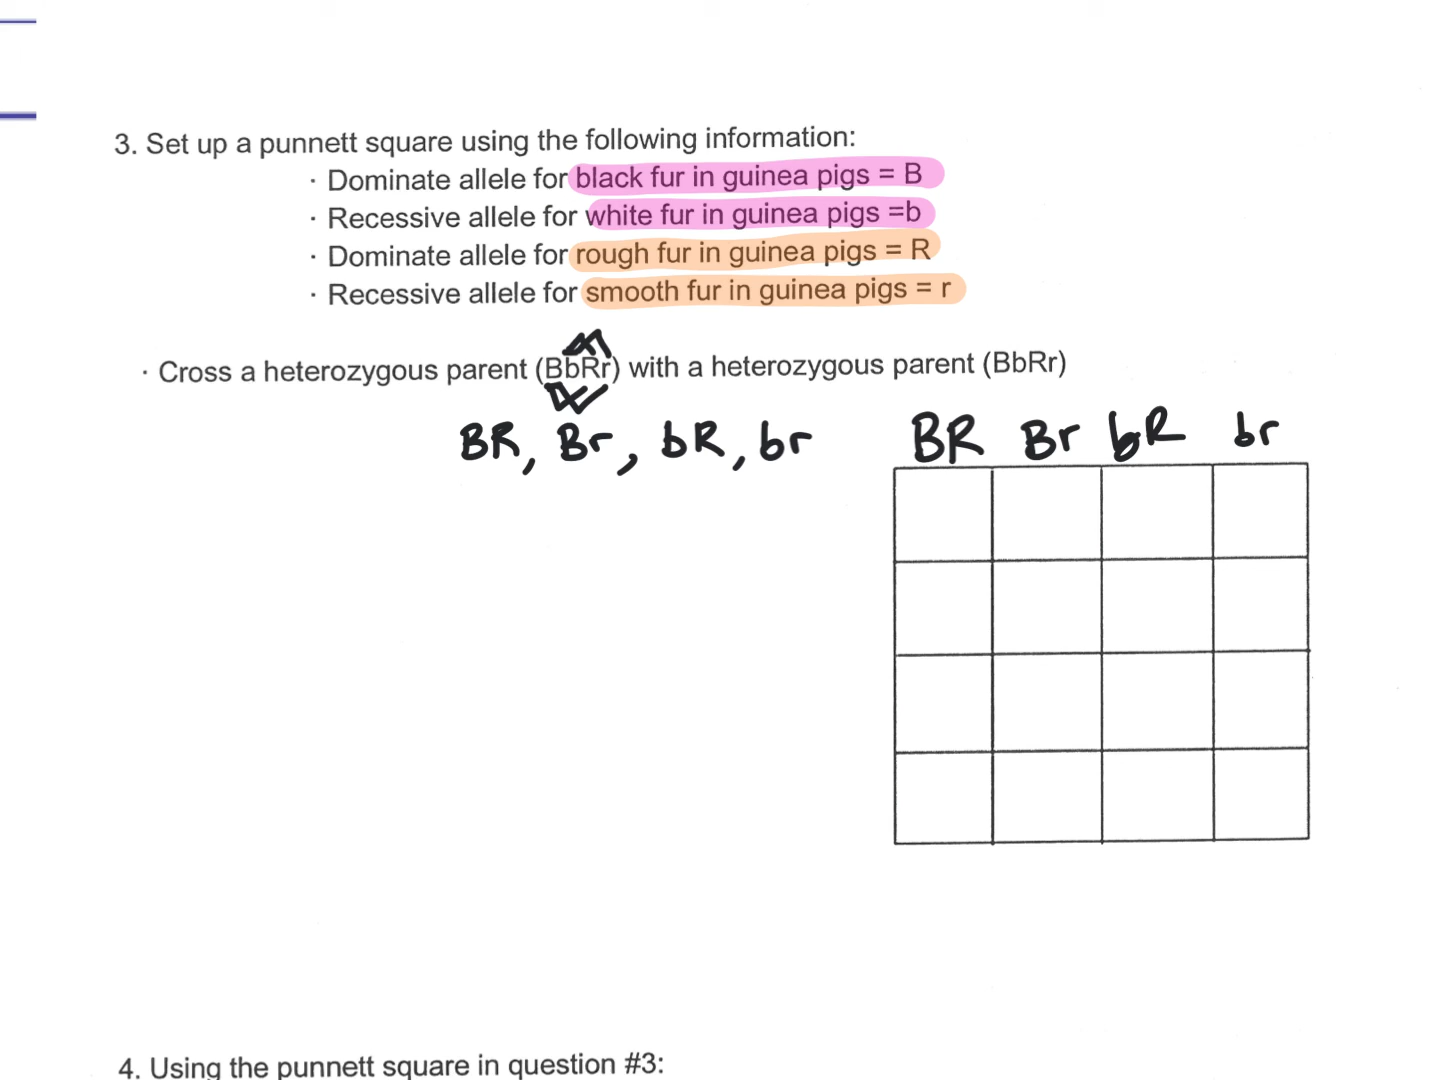 3. Set up a punnett square using the following information:
· Dominate allele for black fur in guinea pigs = B
· Recessive allele for white fur in guinea pigs =b
· Dominate allele for rough fur in guinea pigs = R
· Recessive allele for smooth fur in guinea pigs = r
· Cross a heterozygous parent (BbRr) with a heterozygous parent (BbRr)
BR, Br, bR, br
BR Br bR br
4. Using the punnett square in question #3: